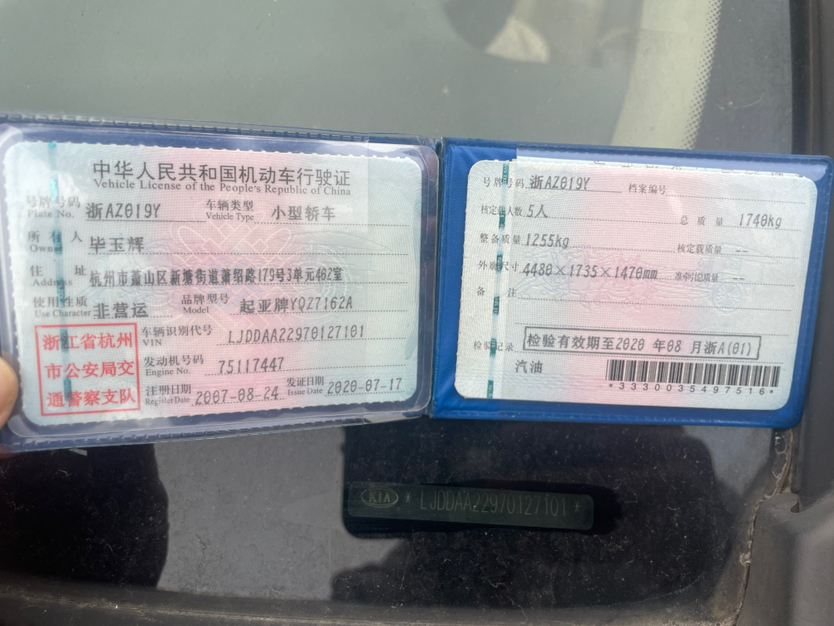 中华人民共和国机动车行驶证
Vehicle License of the People's Republic of China
号牌号码 浙AZ019Y 车辆类型 小型轿车
Plate No. Vehicle Type
所有人 毕玉辉
Owner
住址 杭州市萧山区新塘街道萧绍路179号3单元462室
Address
使用性质 非营运 品牌型号 起亚牌YQZ7162A
Use Character Model
浙江省杭州
市公安局交
通警察支队
车辆识别代号 LJDDAA22970127101
VIN
发动机号码 75117447
Engine No.
注册日期 2007-08-24 发证日期 2020-07-17
Register Date Issue Date
号牌号码 浙AZ019Y 档案编号
核定载人数 5人 总质量 1740kg
整备质量 1255kg 核定载质量 --
外廓尺寸 4480×1735×1470mm 准牵引总质量 --
备注
检验记录 检验有效期至2020 年08 月浙A(01)
汽油
*3330035497516*
KIA * LJDDAA22970127101 *